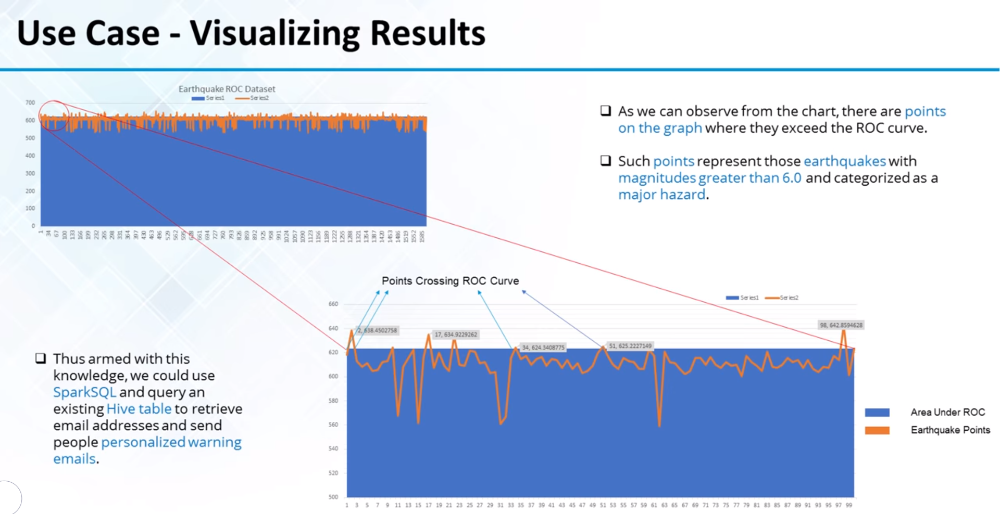 Use Case - Visualizing Results
Earthquake ROC Dataset
Series1 Series2
700
600
500
400
300
200
100
0
1 34 67 100 133 166 199 232 265 298 331 364 397 430 463 496 529 562 595 628 661 694 727 760 793 826 859 892 925 958 991 1024 1057 1090 1123 1156 1189 1222 1255 1288 1321 1354 1387 1420 1453 1486 1519 1552 1585
❑ As we can observe from the chart, there are points
on the graph where they exceed the ROC curve.
❑ Such points represent those earthquakes with
magnitudes greater than 6.0 and categorized as a
major hazard.
❑ Thus armed with this
knowledge, we could use
SparkSQL and query an
existing Hive table to retrieve
email addresses and send
people personalized warning
emails.
Points Crossing ROC Curve
Series1 Series2
660
640
620
600
580
560
540
520
500
2, 638.4502758
17, 634.9229262
34, 624.3408775
51, 625.2227149
98, 642.8594628
1 3 5 7 9 11 13 15 17 19 21 23 25 27 29 31 33 35 37 39 41 43 45 47 49 51 53 55 57 59 61 63 65 67 69 71 73 75 77 79 81 83 85 87 89 91 93 95 97 99
Area Under ROC
Earthquake Points